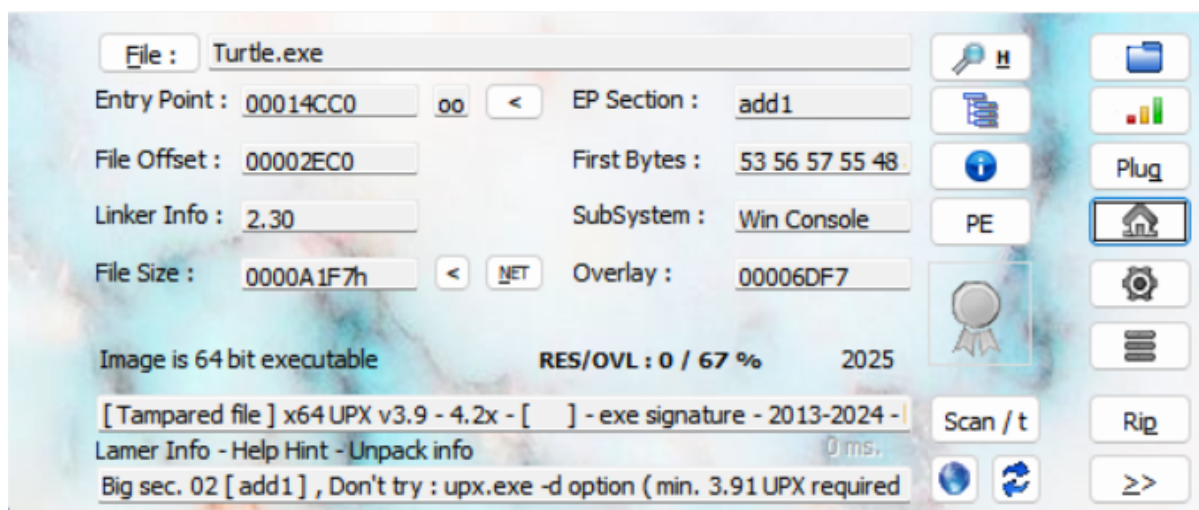 File : Turtle.exe H
Entry Point : 00014CC0 oo < EP Section : add1
File Offset : 00002EC0 First Bytes : 53 56 57 55 48 Plug
Linker Info : 2.30 SubSystem : Win Console PE
File Size : 0000A1F7h < NET Overlay : 00006DF7
Image is 64 bit executable RES/OVL : 0 / 67 % 2025
[ Tampared file ] x64 UPX v3.9 - 4.2x - [ ] - exe signature - 2013-2024 - Scan / t Rip
Lamer Info - Help Hint - Unpack info 0 ms.
Big sec. 02 [ add1 ] , Don't try : upx.exe -d option ( min. 3.91 UPX required >>